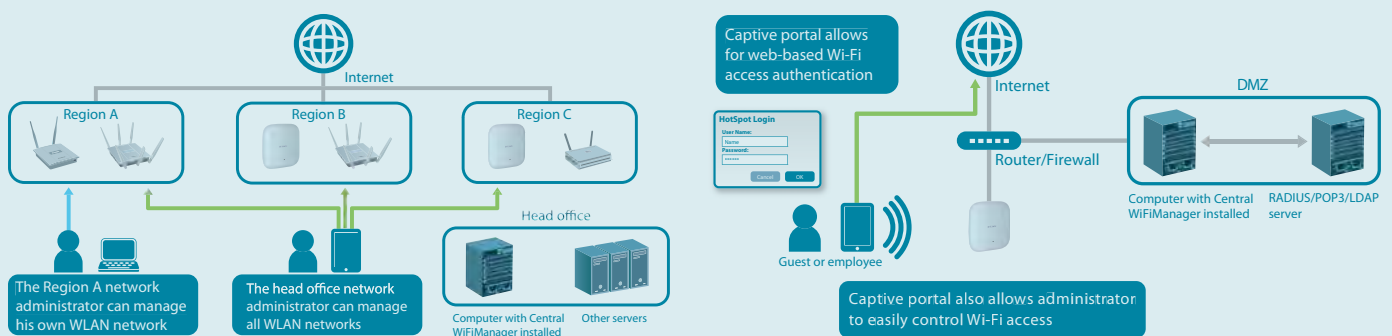 Internet
Region A
Region B
Region C
Head office
The Region A network
administrator can manage
his own WLAN network
The head office network
administrator can manage
all WLAN networks
Computer with Central
WiFiManager installed
Other servers
Captive portal allows
for web-based Wi-Fi
access authentication
Internet
DMZ
HotSpot Login
User Name:
Name
Password:
Cancel
OK
Router/Firewall
Computer with Central
WiFiManager installed
RADIUS/POP3/LDAP
server
Guest or employee
Captive portal also allows administrator
to easily control Wi-Fi access